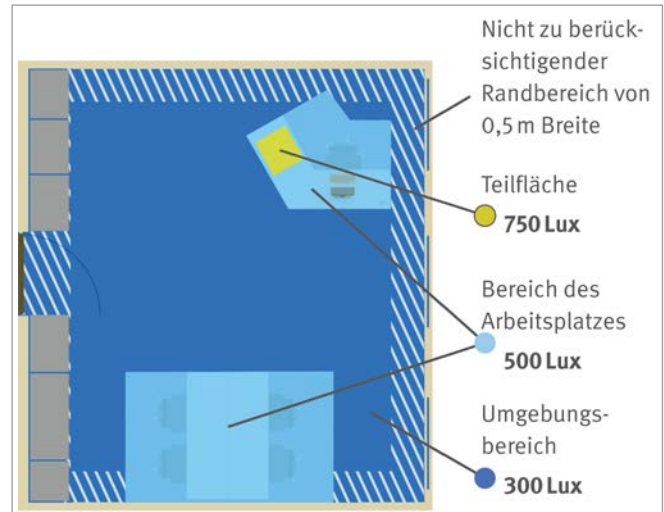 Nicht zu berück-
sichtigender
Randbereich von
0,5 m Breite
Teilfläche
750 Lux
Bereich des
Arbeitsplatzes
500 Lux
Umgebungs-
bereich
300 Lux